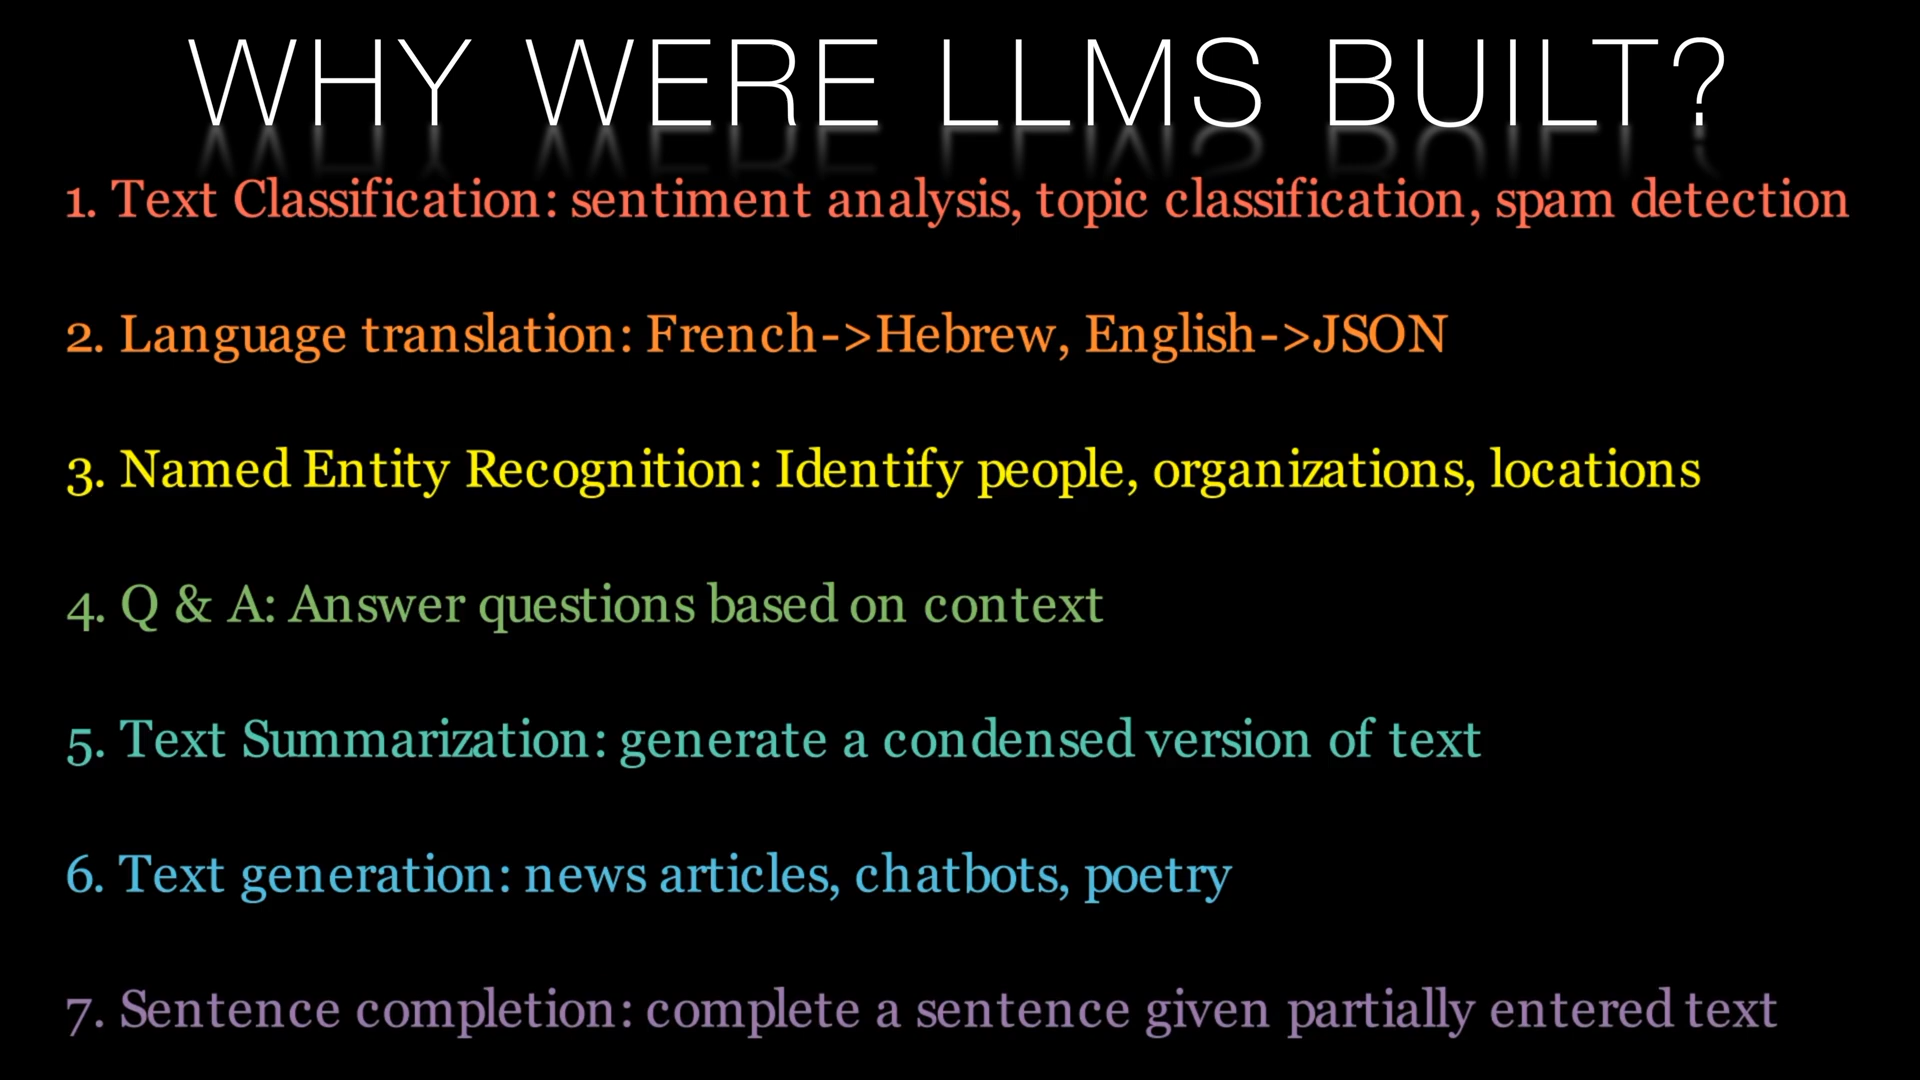 WHY WERE LLMS BUILT?
1. Text Classification: sentiment analysis, topic classification, spam detection
2. Language translation: French->Hebrew, English->JSON
3. Named Entity Recognition: Identify people, organizations, locations
4. Q & A: Answer questions based on context
5. Text Summarization: generate a condensed version of text
6. Text generation: news articles, chatbots, poetry
7. Sentence completion: complete a sentence given partially entered text